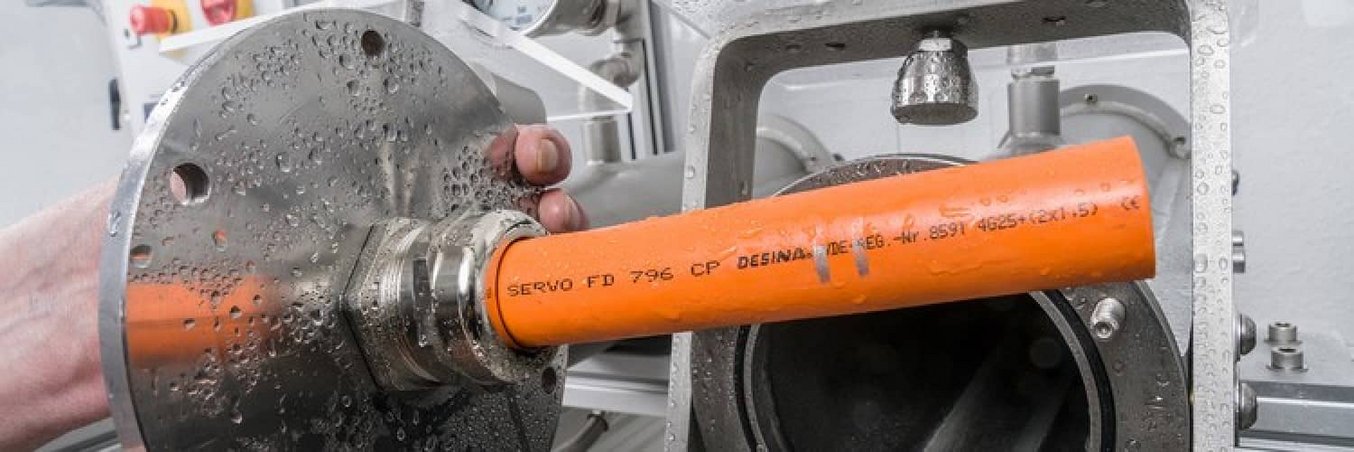 SERVO FD 796 CP DESINA. VDE-REG.-Nr.8591 4G25+(2x1.5) CE